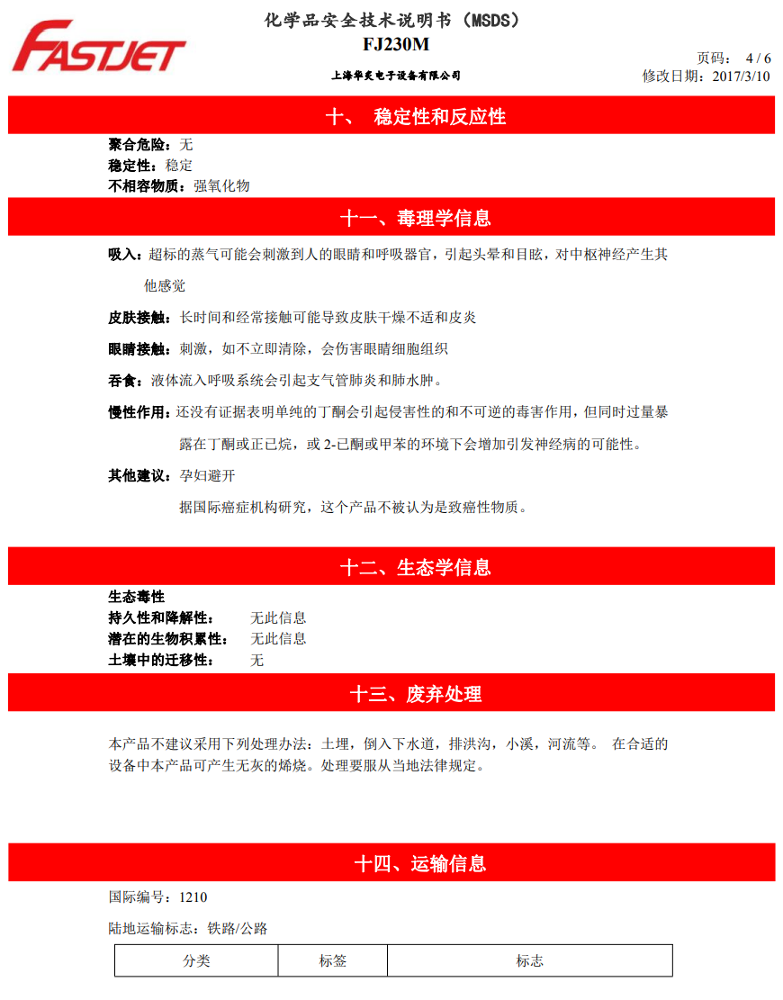 FASTJET
化学品安全技术说明书（MSDS）
FJ230M
上海华炎电子设备有限公司
页码： 4 / 6
修改日期：2017/3/10
十、 稳定性和反应性
聚合危险：无
稳定性：稳定
不相容物质：强氧化物
十一、毒理学信息
吸入：超标的蒸气可能会刺激到人的眼睛和呼吸器官，引起头晕和目眩，对中枢神经产生其
他感觉
皮肤接触：长时间和经常接触可能导致皮肤干燥不适和皮炎
眼睛接触：刺激，如不立即清除，会伤害眼睛细胞组织
吞食：液体流入呼吸系统会引起支气管肺炎和肺水肿。
慢性作用：还没有证据表明单纯的丁酮会引起侵害性的和不可逆的毒害作用，但同时过量暴
露在丁酮或正已烷，或 2-已酮或甲苯的环境下会增加引发神经病的可能性。
其他建议：孕妇避开
据国际癌症机构研究，这个产品不被认为是致癌性物质。
十二、生态学信息
生态毒性
持久性和降解性： 无此信息
潜在的生物积累性： 无此信息
土壤中的迁移性： 无
十三、废弃处理
本产品不建议采用下列处理办法：土埋，倒入下水道，排洪沟，小溪，河流等。 在合适的
设备中本产品可产生无灰的烯烧。处理要服从当地法律规定。
十四、运输信息
国际编号：1210
陆地运输标志：铁路/公路
分类 标签 标志